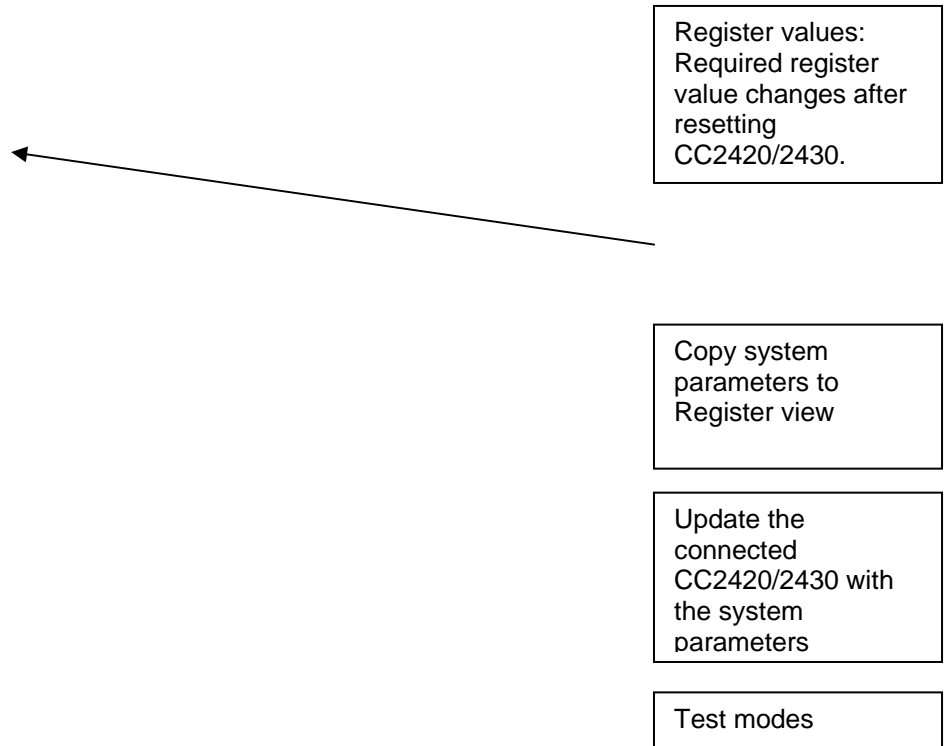 Register values:
Required register
value changes after
resetting
CC2420/2430.
Copy system
parameters to
Register view
Update the
connected
CC2420/2430 with
the system
parameters
Test modes